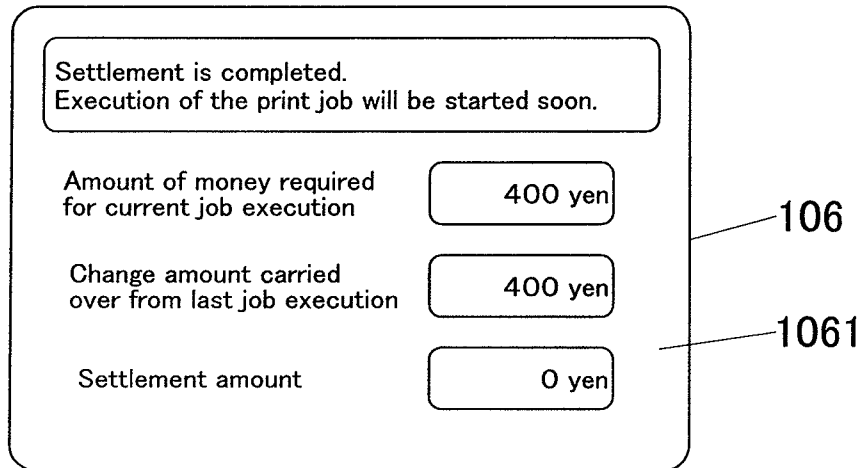 Settlement is completed.
Execution of the print job will be started soon.
Amount of money required
for current job execution
400 yen
106
Change amount carried
over from last job execution
400 yen
1061
Settlement amount
0 yen